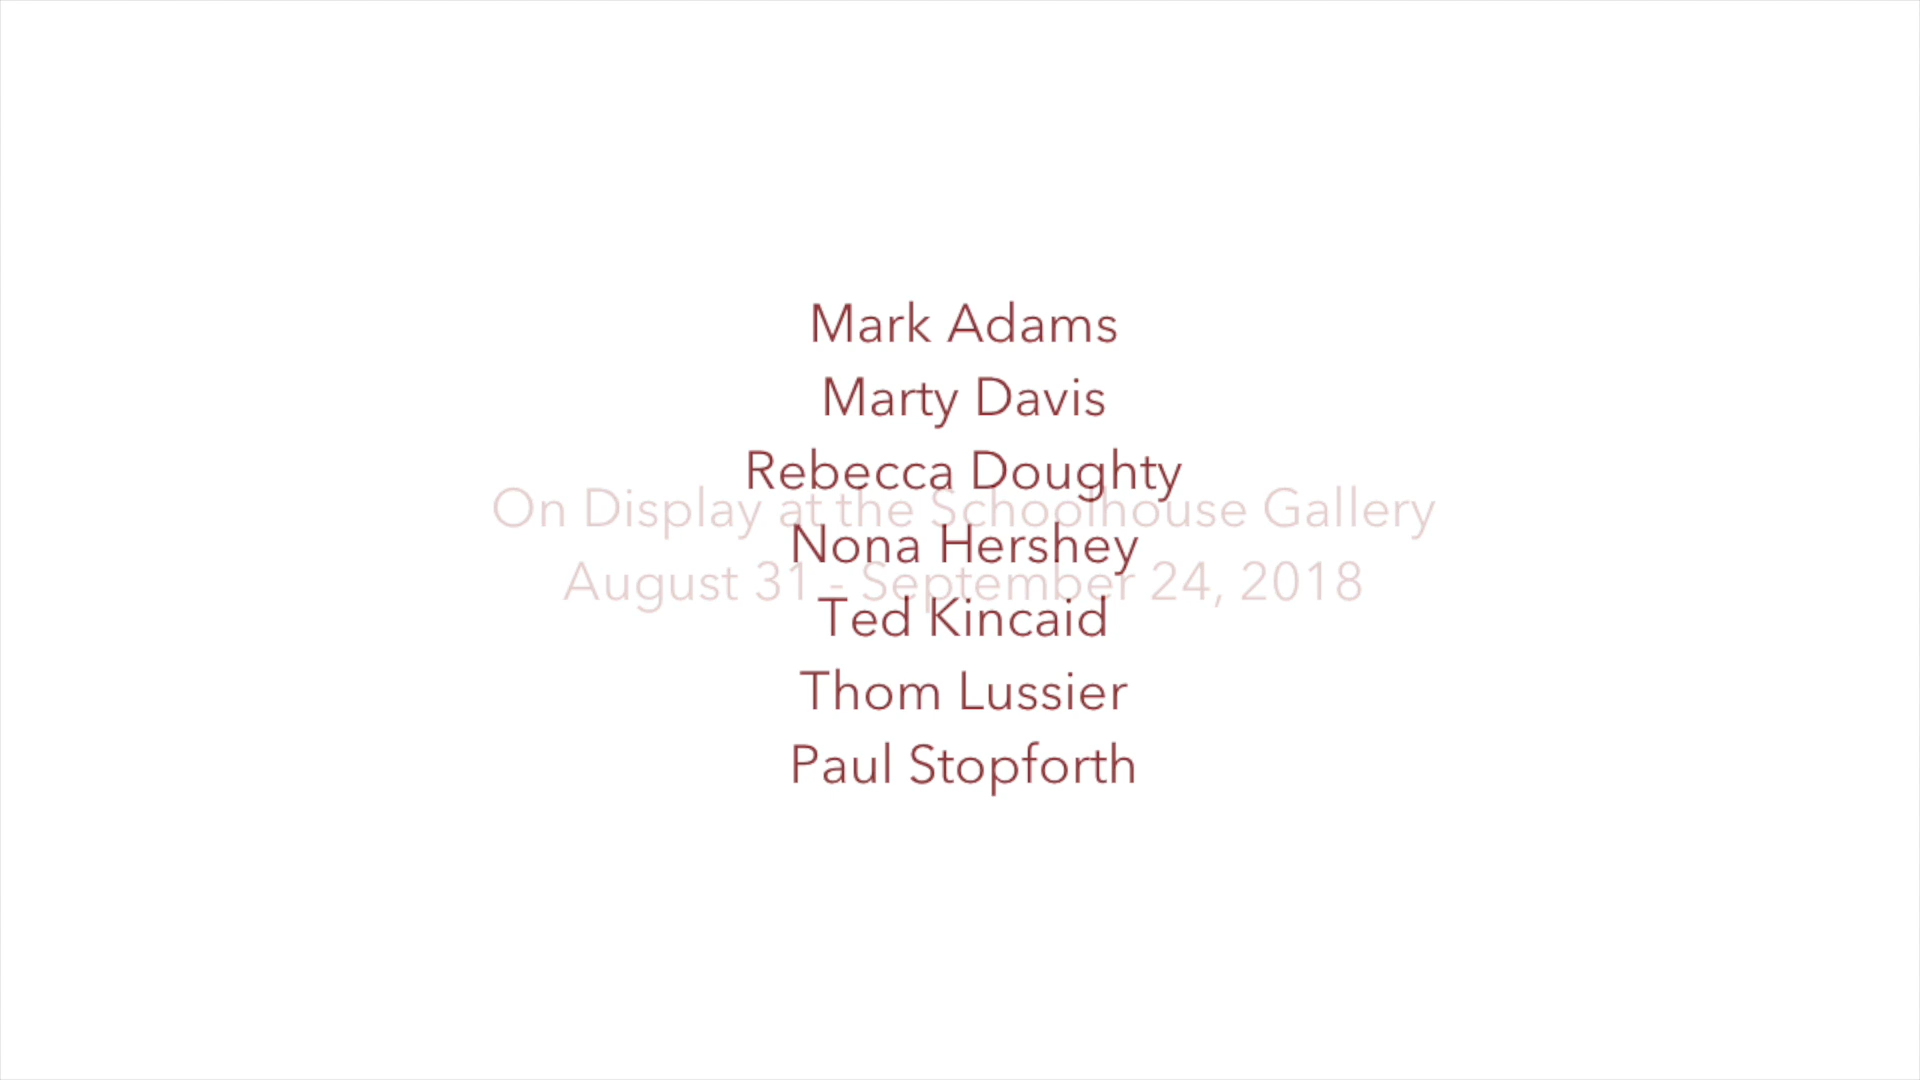 Mark Adams
Marty Davis
Rebecca Doughty
On Display at the Schoolhouse Gallery
Nona Hershey
August 31 - September 24, 2018
Ted Kincaid
Thom Lussier
Paul Stopforth